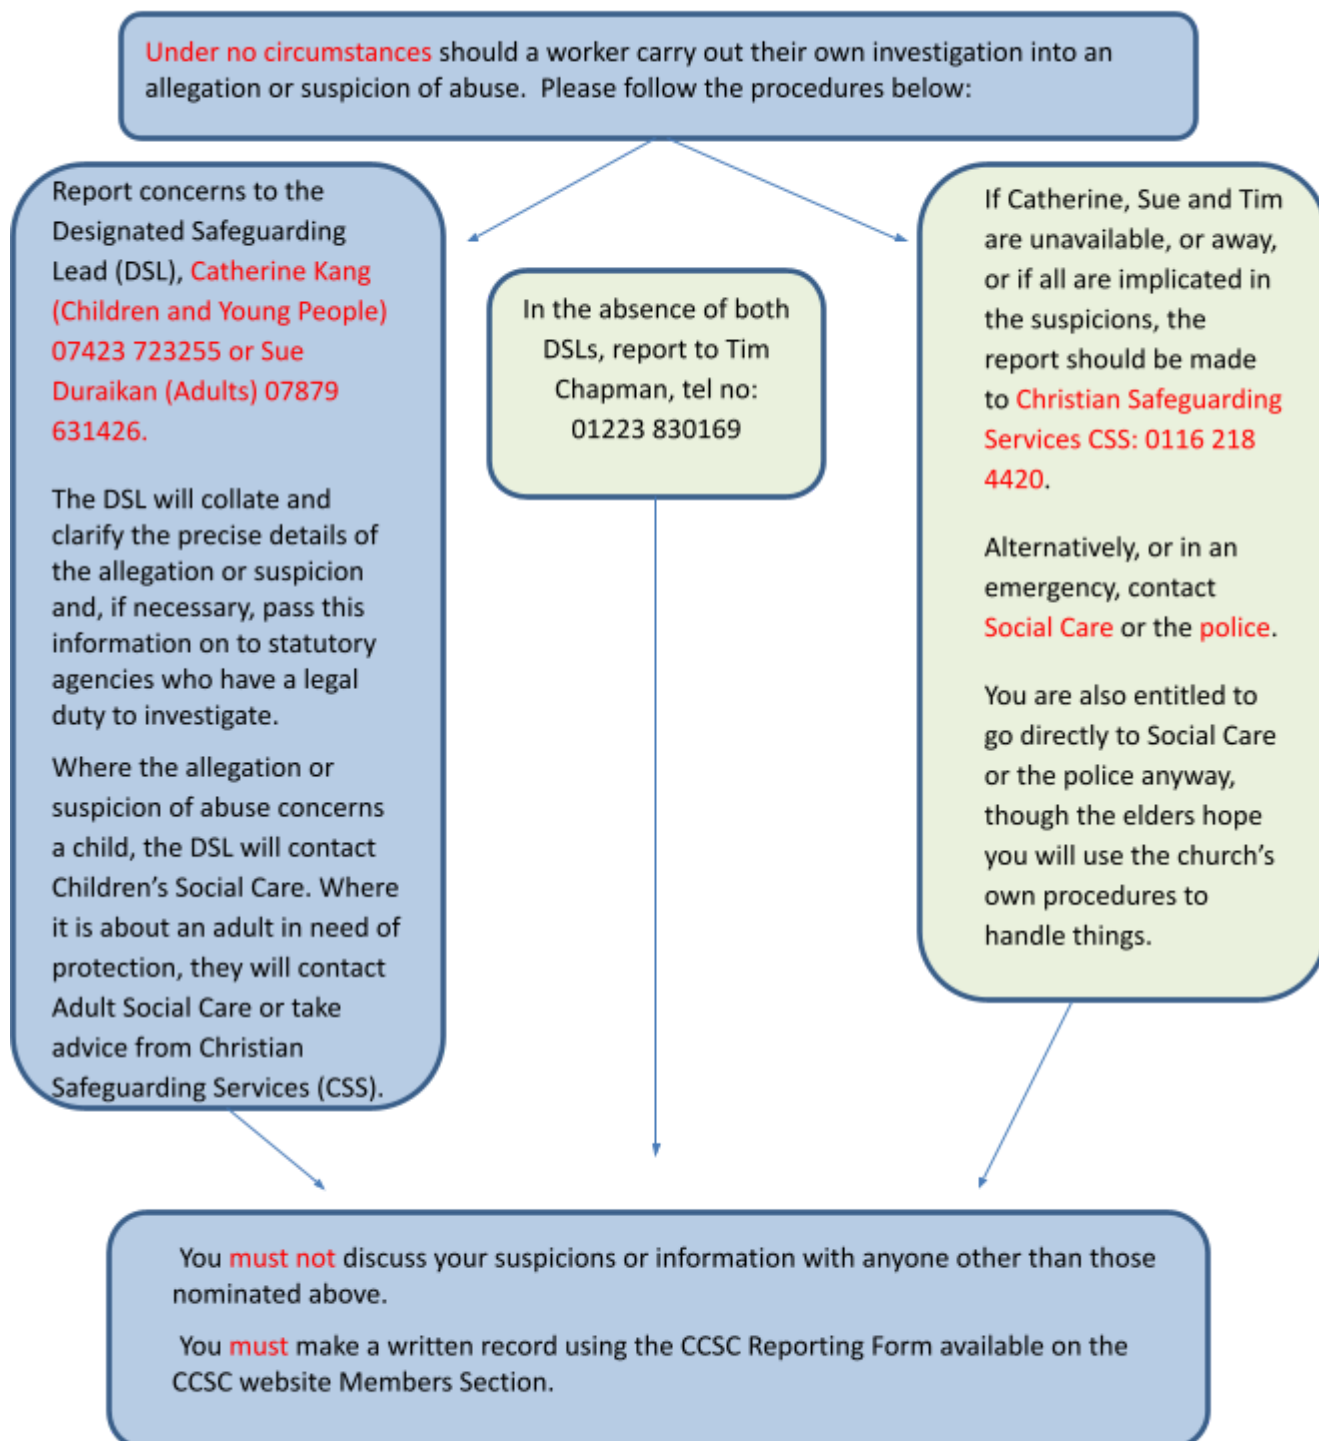 Under no circumstances should a worker carry out their own investigation into an
allegation or suspicion of abuse.  Please follow the procedures below:
Report concerns to the
Designated Safeguarding
Lead (DSL), Catherine Kang
(Children and Young People)
07423 723255 or Sue
Duraikan (Adults) 07879
631426.
The DSL will collate and
clarify the precise details of
the allegation or suspicion
and, if necessary, pass this
information on to statutory
agencies who have a legal
duty to investigate.
Where the allegation or
suspicion of abuse concerns
a child, the DSL will contact
Children’s Social Care. Where
it is about an adult in need of
protection, they will contact
Adult Social Care or take
advice from Christian
Safeguarding Services (CSS).
In the absence of both
DSLs, report to Tim
Chapman, tel no:
01223 830169
If Catherine, Sue and Tim
are unavailable, or away,
or if all are implicated in
the suspicions, the
report should be made
to Christian Safeguarding
Services CSS: 0116 218
4420.
Alternatively, or in an
emergency, contact
Social Care or the police.
You are also entitled to
go directly to Social Care
or the police anyway,
though the elders hope
you will use the church’s
own procedures to
handle things.
You must not discuss your suspicions or information with anyone other than those
nominated above.
You must make a written record using the CCSC Reporting Form available on the
CCSC website Members Section.